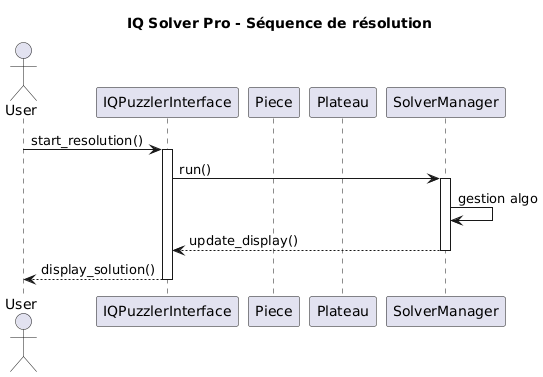 IQ Solver Pro - Séquence de résolution
User
IQPuzzlerInterface
Piece
Plateau
SolverManager
start_resolution()
run()
gestion algo
update_display()
display_solution()
User
IQPuzzlerInterface
Piece
Plateau
SolverManager